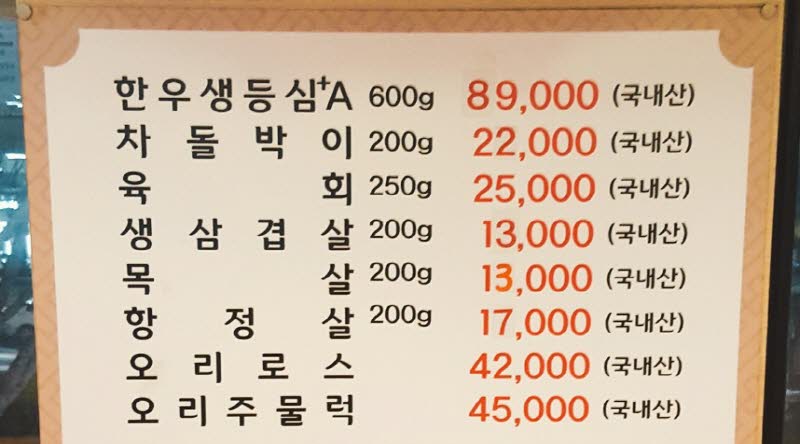 한우생등심+A 600g 89,000 (국내산)
차돌박이 200g 22,000 (국내산)
육회 250g 25,000 (국내산)
생삼겹살 200g 13,000 (국내산)
목살 200g 13,000 (국내산)
항정살 200g 17,000 (국내산)
오리로스 42,000 (국내산)
오리주물럭 45,000 (국내산)